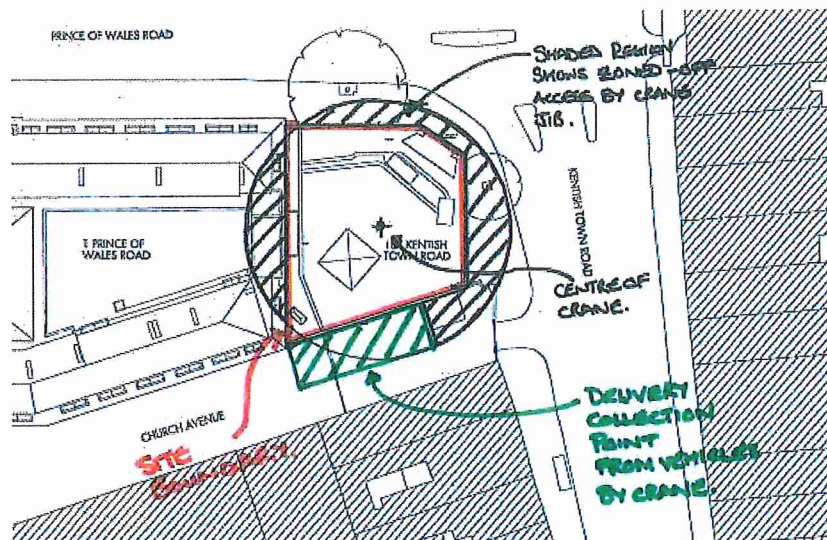 PRINCE OF WALES ROAD
SHADED REGION
SHOWS ZONED-OFF
ACCESS BY CRANE
JIB.
KENTISH TOWN ROAD
1 PRINCE OF
WALES ROAD
KENTISH
TOWN ROAD
CENTRE OF
CRANE.
CHURCH AVENUE
SITE
BOUNDARY.
DELIVERY
COLLECTION
POINT
FROM VEHICLES
BY CRANE.